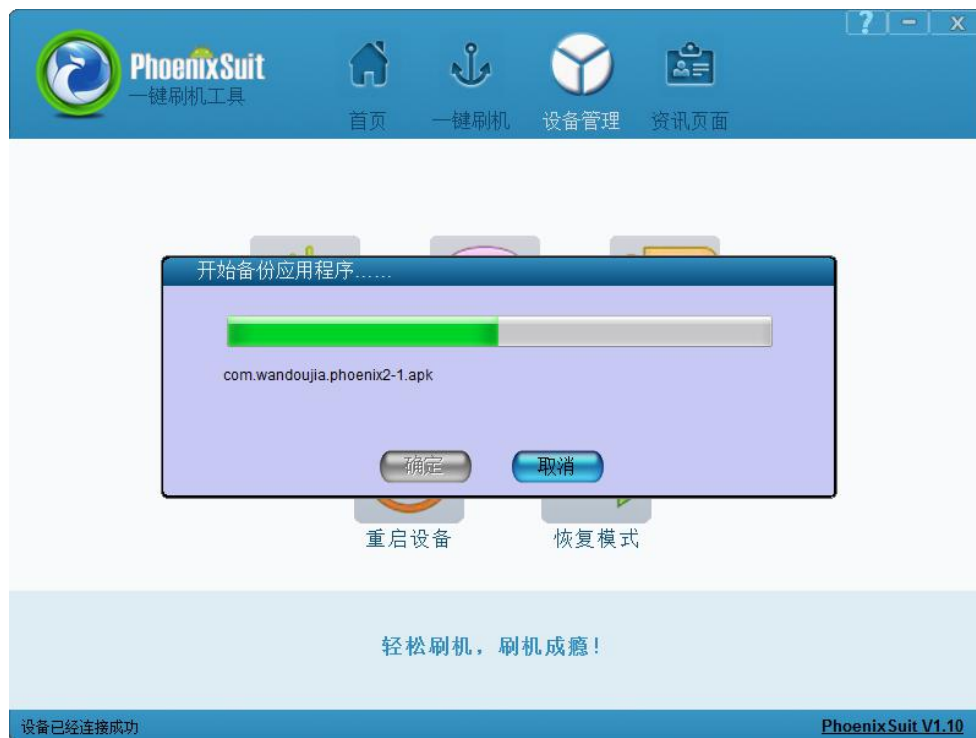 PhoenixSuit
一键刷机工具
首页
一键刷机
设备管理
资讯页面
开始备份应用程序......
com.wandoujia.phoenix2-1.apk
确定
取消
重启设备
恢复模式
轻松刷机，刷机成瘾！
设备已经连接成功
PhoenixSuit V1.10